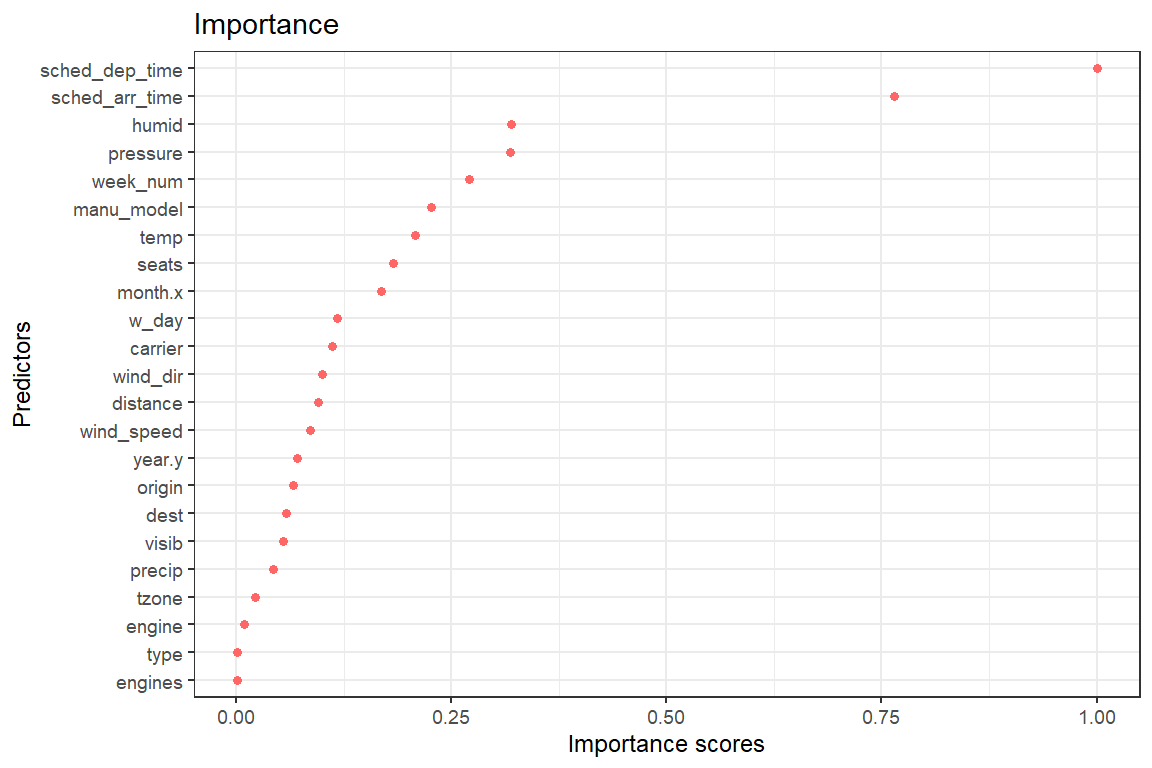 Importance
sched_dep_time
sched_arr_time
humid
pressure
week_num
manu_model
temp
seats
month.x
w_day
carrier
wind_dir
distance
wind_speed
year.y
origin
dest
visib
precip
tzone
engine
type
engines
Predictors
0.00 0.25 0.50 0.75 1.00
Importance scores